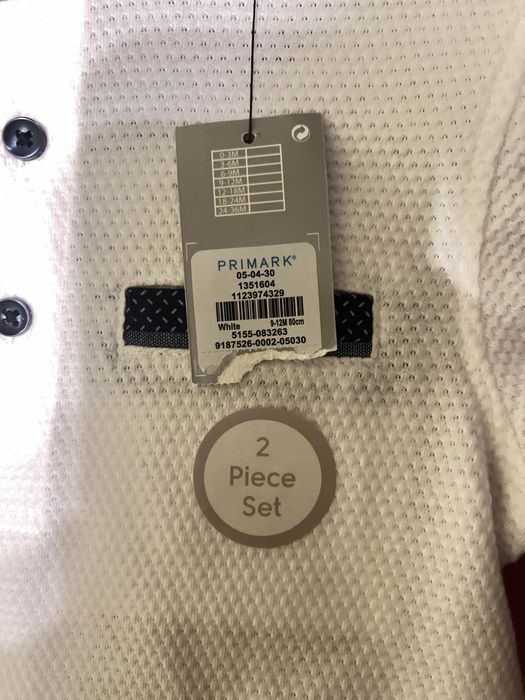 0-3M
3-6M
6-9M
9-12M
12-18M
18-24M
24-36M
PRIMARK®
05-04-30
1351604
1123974329
White 9-12M 80cm
5155-083263
9187526-0002-05030
2
Piece
Set